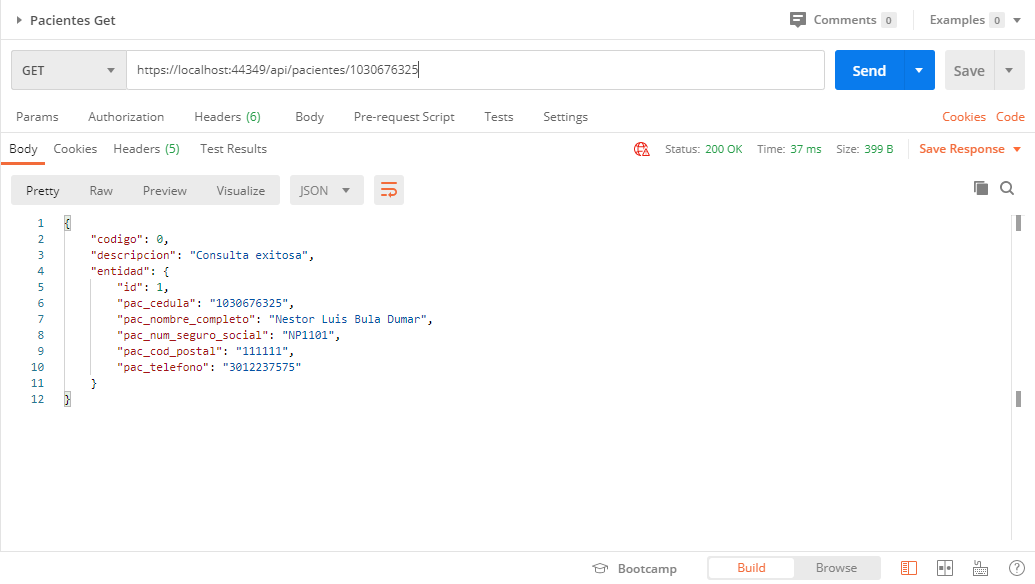 Pacientes Get
Comments 0
Examples 0
GET
https://localhost:44349/api/pacientes/1030676325
Send
Save
Params Authorization Headers (6) Body Pre-request Script Tests Settings Cookies Code
Body Cookies Headers (5) Test Results Status: 200 OK Time: 37 ms Size: 399 B Save Response
Pretty Raw Preview Visualize JSON
1 {
2 "codigo": 0,
3 "descripcion": "Consulta exitosa",
4 "entidad": {
5 "id": 1,
6 "pac_cedula": "1030676325",
7 "pac_nombre_completo": "Nestor Luis Bula Dumar",
8 "pac_num_seguro_social": "NP1101",
9 "pac_cod_postal": "111111",
10 "pac_telefono": "3012237575"
11 }
12 }
Bootcamp Build Browse